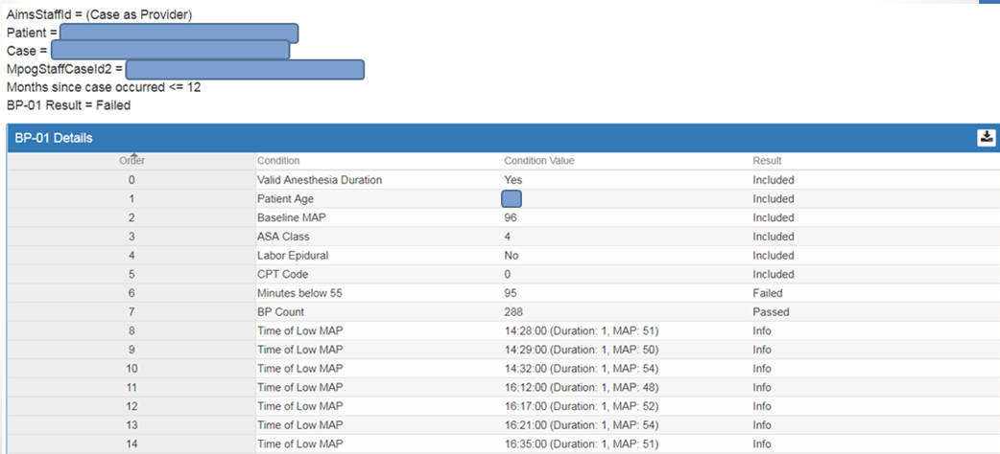 AimsStaffId = (Case as Provider)
Patient =
Case =
MpogStaffCaseId2 =
Months since case occurred <= 12
BP-01 Result = Failed
BP-01 Details
Order Condition Condition Value Result
0 Valid Anesthesia Duration Yes Included
1 Patient Age Included
2 Baseline MAP 96 Included
3 ASA Class 4 Included
4 Labor Epidural No Included
5 CPT Code 0 Included
6 Minutes below 55 95 Failed
7 BP Count 288 Passed
8 Time of Low MAP 14:28:00 (Duration: 1, MAP: 51) Info
9 Time of Low MAP 14:29:00 (Duration: 1, MAP: 50) Info
10 Time of Low MAP 14:32:00 (Duration: 1, MAP: 54) Info
11 Time of Low MAP 16:12:00 (Duration: 1, MAP: 48) Info
12 Time of Low MAP 16:17:00 (Duration: 1, MAP: 52) Info
13 Time of Low MAP 16:21:00 (Duration: 1, MAP: 54) Info
14 Time of Low MAP 16:35:00 (Duration: 1, MAP: 51) Info